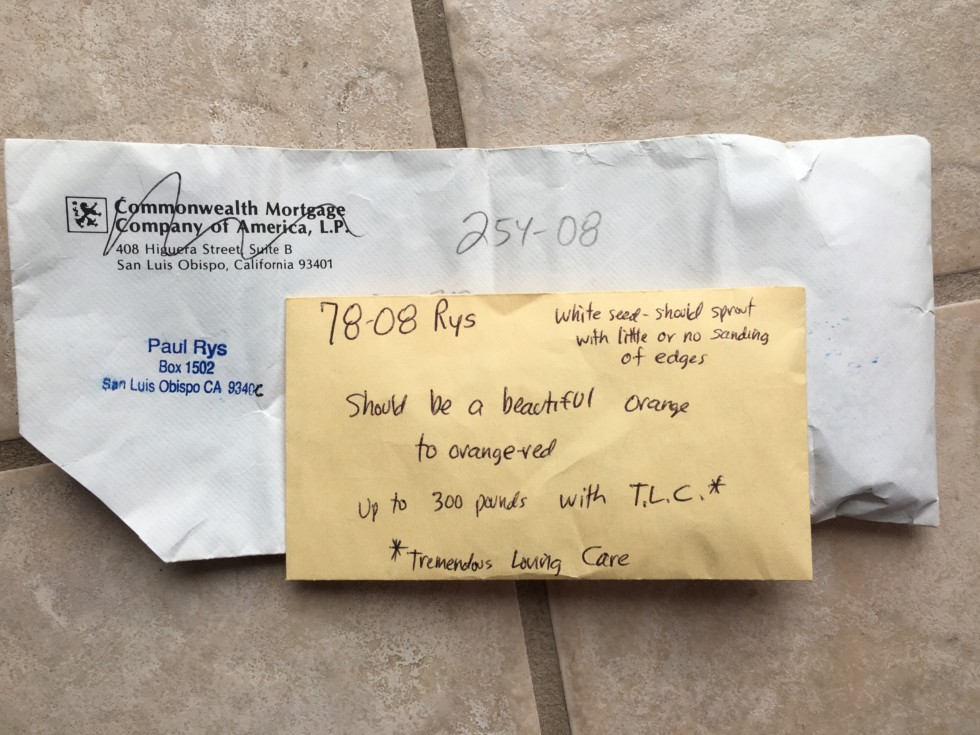 Commonwealth Mortgage
Company of America, L.P.
408 Higuera Street, Suite B
San Luis Obispo, California 93401
254-08
Paul Rys
Box 1502
San Luis Obispo CA 9340
78-08 Rys
White seed - should sprout
with little or no sanding
of edges
Should be a beautiful orange
to orange-red
Up to 300 pounds with T.L.C.*
*Tremendous Loving Care